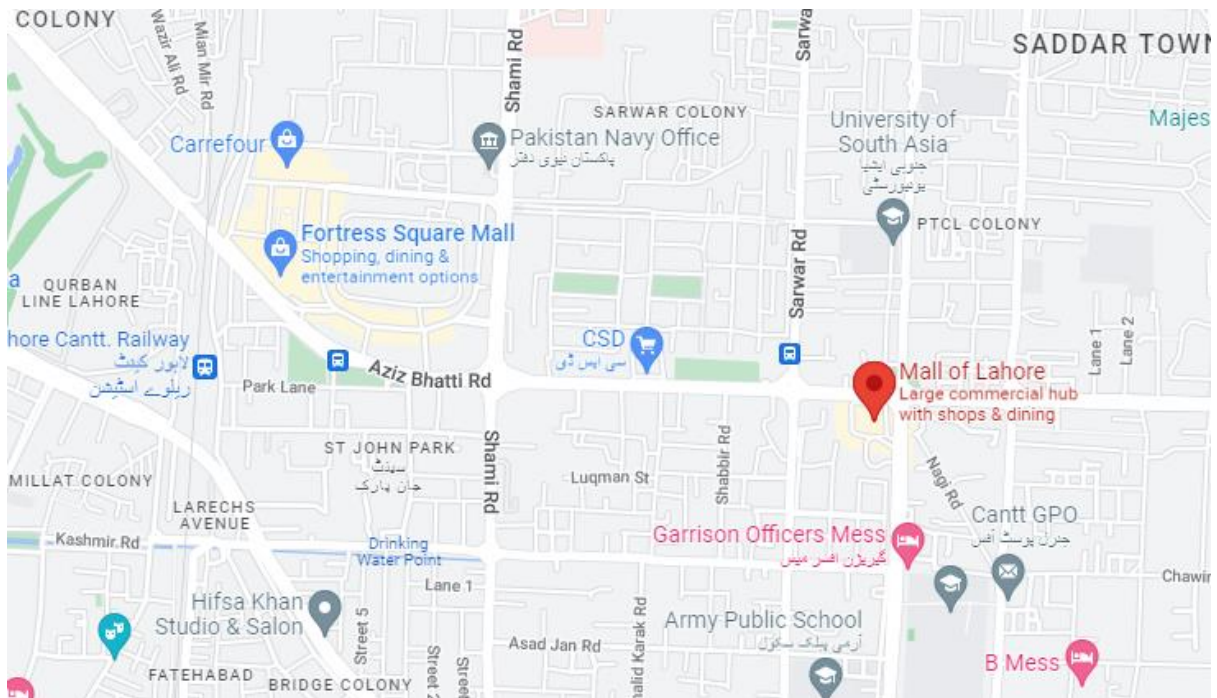 COLONY
Wazir Ali Rd
Mian Mir Rd
Shami Rd
Sarwa
SADDAR TOWN
SARWAR COLONY
Carrefour
Pakistan Navy Office
پاکستان نیوی دفتر
University of
South Asia
جنوبی ایشیا
یونیورسٹی
Majes
PTCL COLONY
Fortress Square Mall
Shopping, dining &
entertainment options
a
QURBAN
LINE LAHORE
Sarwar Rd
hore Cantt. Railway
لاہور کینٹ
ریلوے اسٹیشن
CSD
سی ایس ڈی
Lane 1
Lane 2
Aziz Bhatti Rd
Park Lane
Mall of Lahore
Large commercial hub
with shops & dining
ST JOHN PARK
سینٹ
جان پارک
Shami Rd
Luqman St
Shabbir Rd
Nagi Rd
MILLAT COLONY
LARECHS
AVENUE
Cantt GPO
جنرل پوسٹ آفس
Kashmir Rd
Drinking
Water Point
Garrison Officers Mess
گیریژن افسر میس
Lane 1
Chawin
Hifsa Khan
Studio & Salon
Street 5
Street 2
Street
Asad Jan Rd
halid Karak Rd
Army Public School
آرمی پبلک سکول
B Mess
FATEHABAD
BRIDGE COLONY